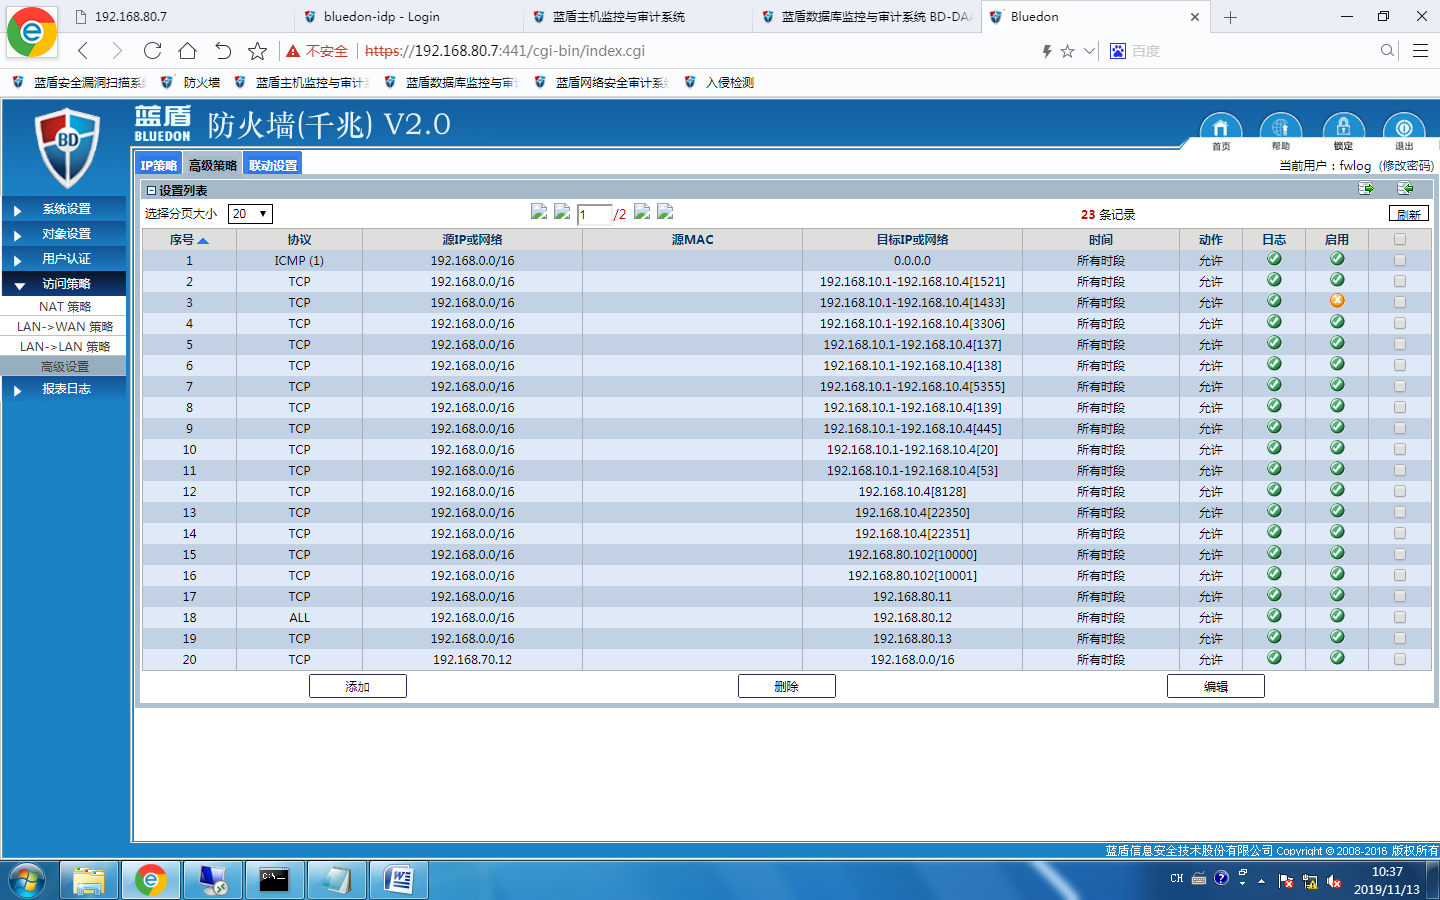 192.168.80.7
bluedon-idp - Login
蓝盾主机监控与审计系统
蓝盾数据库监控与审计系统 BD-DA
Bluedon
不安全
https://192.168.80.7:441/cgi-bin/index.cgi
百度
蓝盾安全漏洞扫描系
防火墙
蓝盾主机监控与审计
蓝盾数据库监控与审
蓝盾网络安全审计系
入侵检测
BD
蓝盾
BLUEDON
防火墙(千兆) V2.0
首页
帮助
锁定
退出
当前用户：fwlog (修改密码)
系统设置
对象设置
用户认证
访问策略
NAT 策略
LAN->WAN 策略
LAN->LAN 策略
高级设置
报表日志
IP策略 高级策略 联动设置
设置列表
选择分页大小 20 1 /2 23 条记录 刷新
序号 协议 源IP或网络 源MAC 目标IP或网络 时间 动作 日志 启用
1 ICMP (1) 192.168.0.0/16 0.0.0.0 所有时段 允许
2 TCP 192.168.0.0/16 192.168.10.1-192.168.10.4[1521] 所有时段 允许
3 TCP 192.168.0.0/16 192.168.10.1-192.168.10.4[1433] 所有时段 允许
4 TCP 192.168.0.0/16 192.168.10.1-192.168.10.4[3306] 所有时段 允许
5 TCP 192.168.0.0/16 192.168.10.1-192.168.10.4[137] 所有时段 允许
6 TCP 192.168.0.0/16 192.168.10.1-192.168.10.4[138] 所有时段 允许
7 TCP 192.168.0.0/16 192.168.10.1-192.168.10.4[5355] 所有时段 允许
8 TCP 192.168.0.0/16 192.168.10.1-192.168.10.4[139] 所有时段 允许
9 TCP 192.168.0.0/16 192.168.10.1-192.168.10.4[445] 所有时段 允许
10 TCP 192.168.0.0/16 192.168.10.1-192.168.10.4[20] 所有时段 允许
11 TCP 192.168.0.0/16 192.168.10.1-192.168.10.4[53] 所有时段 允许
12 TCP 192.168.0.0/16 192.168.10.4[8128] 所有时段 允许
13 TCP 192.168.0.0/16 192.168.10.4[22350] 所有时段 允许
14 TCP 192.168.0.0/16 192.168.10.4[22351] 所有时段 允许
15 TCP 192.168.0.0/16 192.168.80.102[10000] 所有时段 允许
16 TCP 192.168.0.0/16 192.168.80.102[10001] 所有时段 允许
17 TCP 192.168.0.0/16 192.168.80.11 所有时段 允许
18 ALL 192.168.0.0/16 192.168.80.12 所有时段 允许
19 TCP 192.168.0.0/16 192.168.80.13 所有时段 允许
20 TCP 192.168.70.12 192.168.0.0/16 所有时段 允许
添加 删除 编辑
蓝盾信息安全技术股份有限公司 Copyright © 2008-2016 版权所有
CH
10:37
2019/11/13